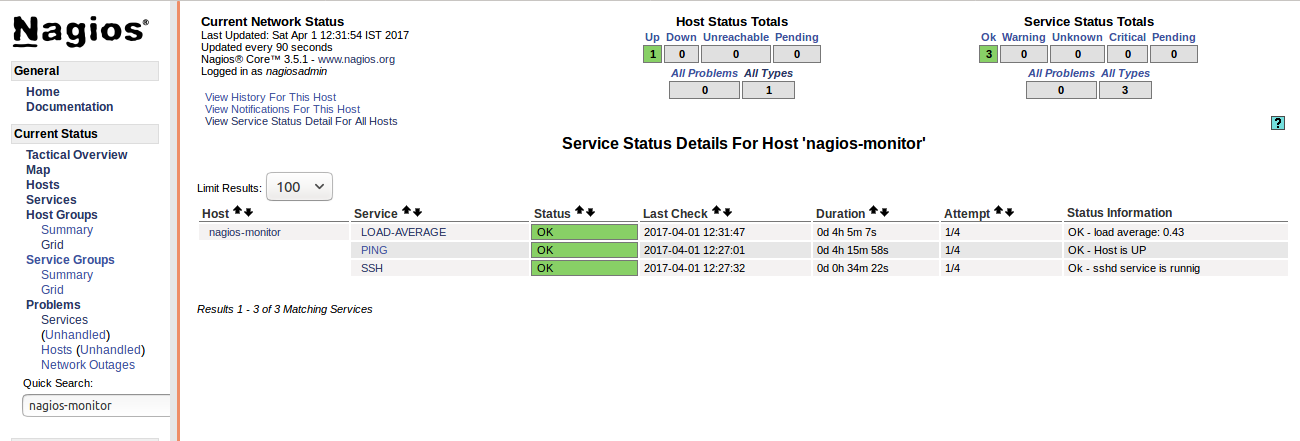 Nagios®
General
Home
Documentation
Current Status
Tactical Overview
Map
Hosts
Services
Host Groups
Summary
Grid
Service Groups
Summary
Grid
Problems
Services
(Unhandled)
Hosts (Unhandled)
Network Outages
Quick Search:
nagios-monitor
Current Network Status
Last Updated: Sat Apr 1 12:31:54 IST 2017
Updated every 90 seconds
Nagios® Core™ 3.5.1 - www.nagios.org
Logged in as nagiosadmin
View History For This Host
View Notifications For This Host
View Service Status Detail For All Hosts
Host Status Totals
Up Down Unreachable Pending
1 0 0 0
All Problems All Types
0 1
Service Status Totals
Ok Warning Unknown Critical Pending
3 0 0 0 0
All Problems All Types
0 3
?
Service Status Details For Host 'nagios-monitor'
Limit Results: 100
Host Service Status Last Check Duration Attempt Status Information
nagios-monitor LOAD-AVERAGE OK 2017-04-01 12:31:47 0d 4h 5m 7s 1/4 OK - load average: 0.43
PING OK 2017-04-01 12:27:01 0d 4h 15m 58s 1/4 OK - Host is UP
SSH OK 2017-04-01 12:27:32 0d 0h 34m 22s 1/4 Ok - sshd service is runnig
Results 1 - 3 of 3 Matching Services